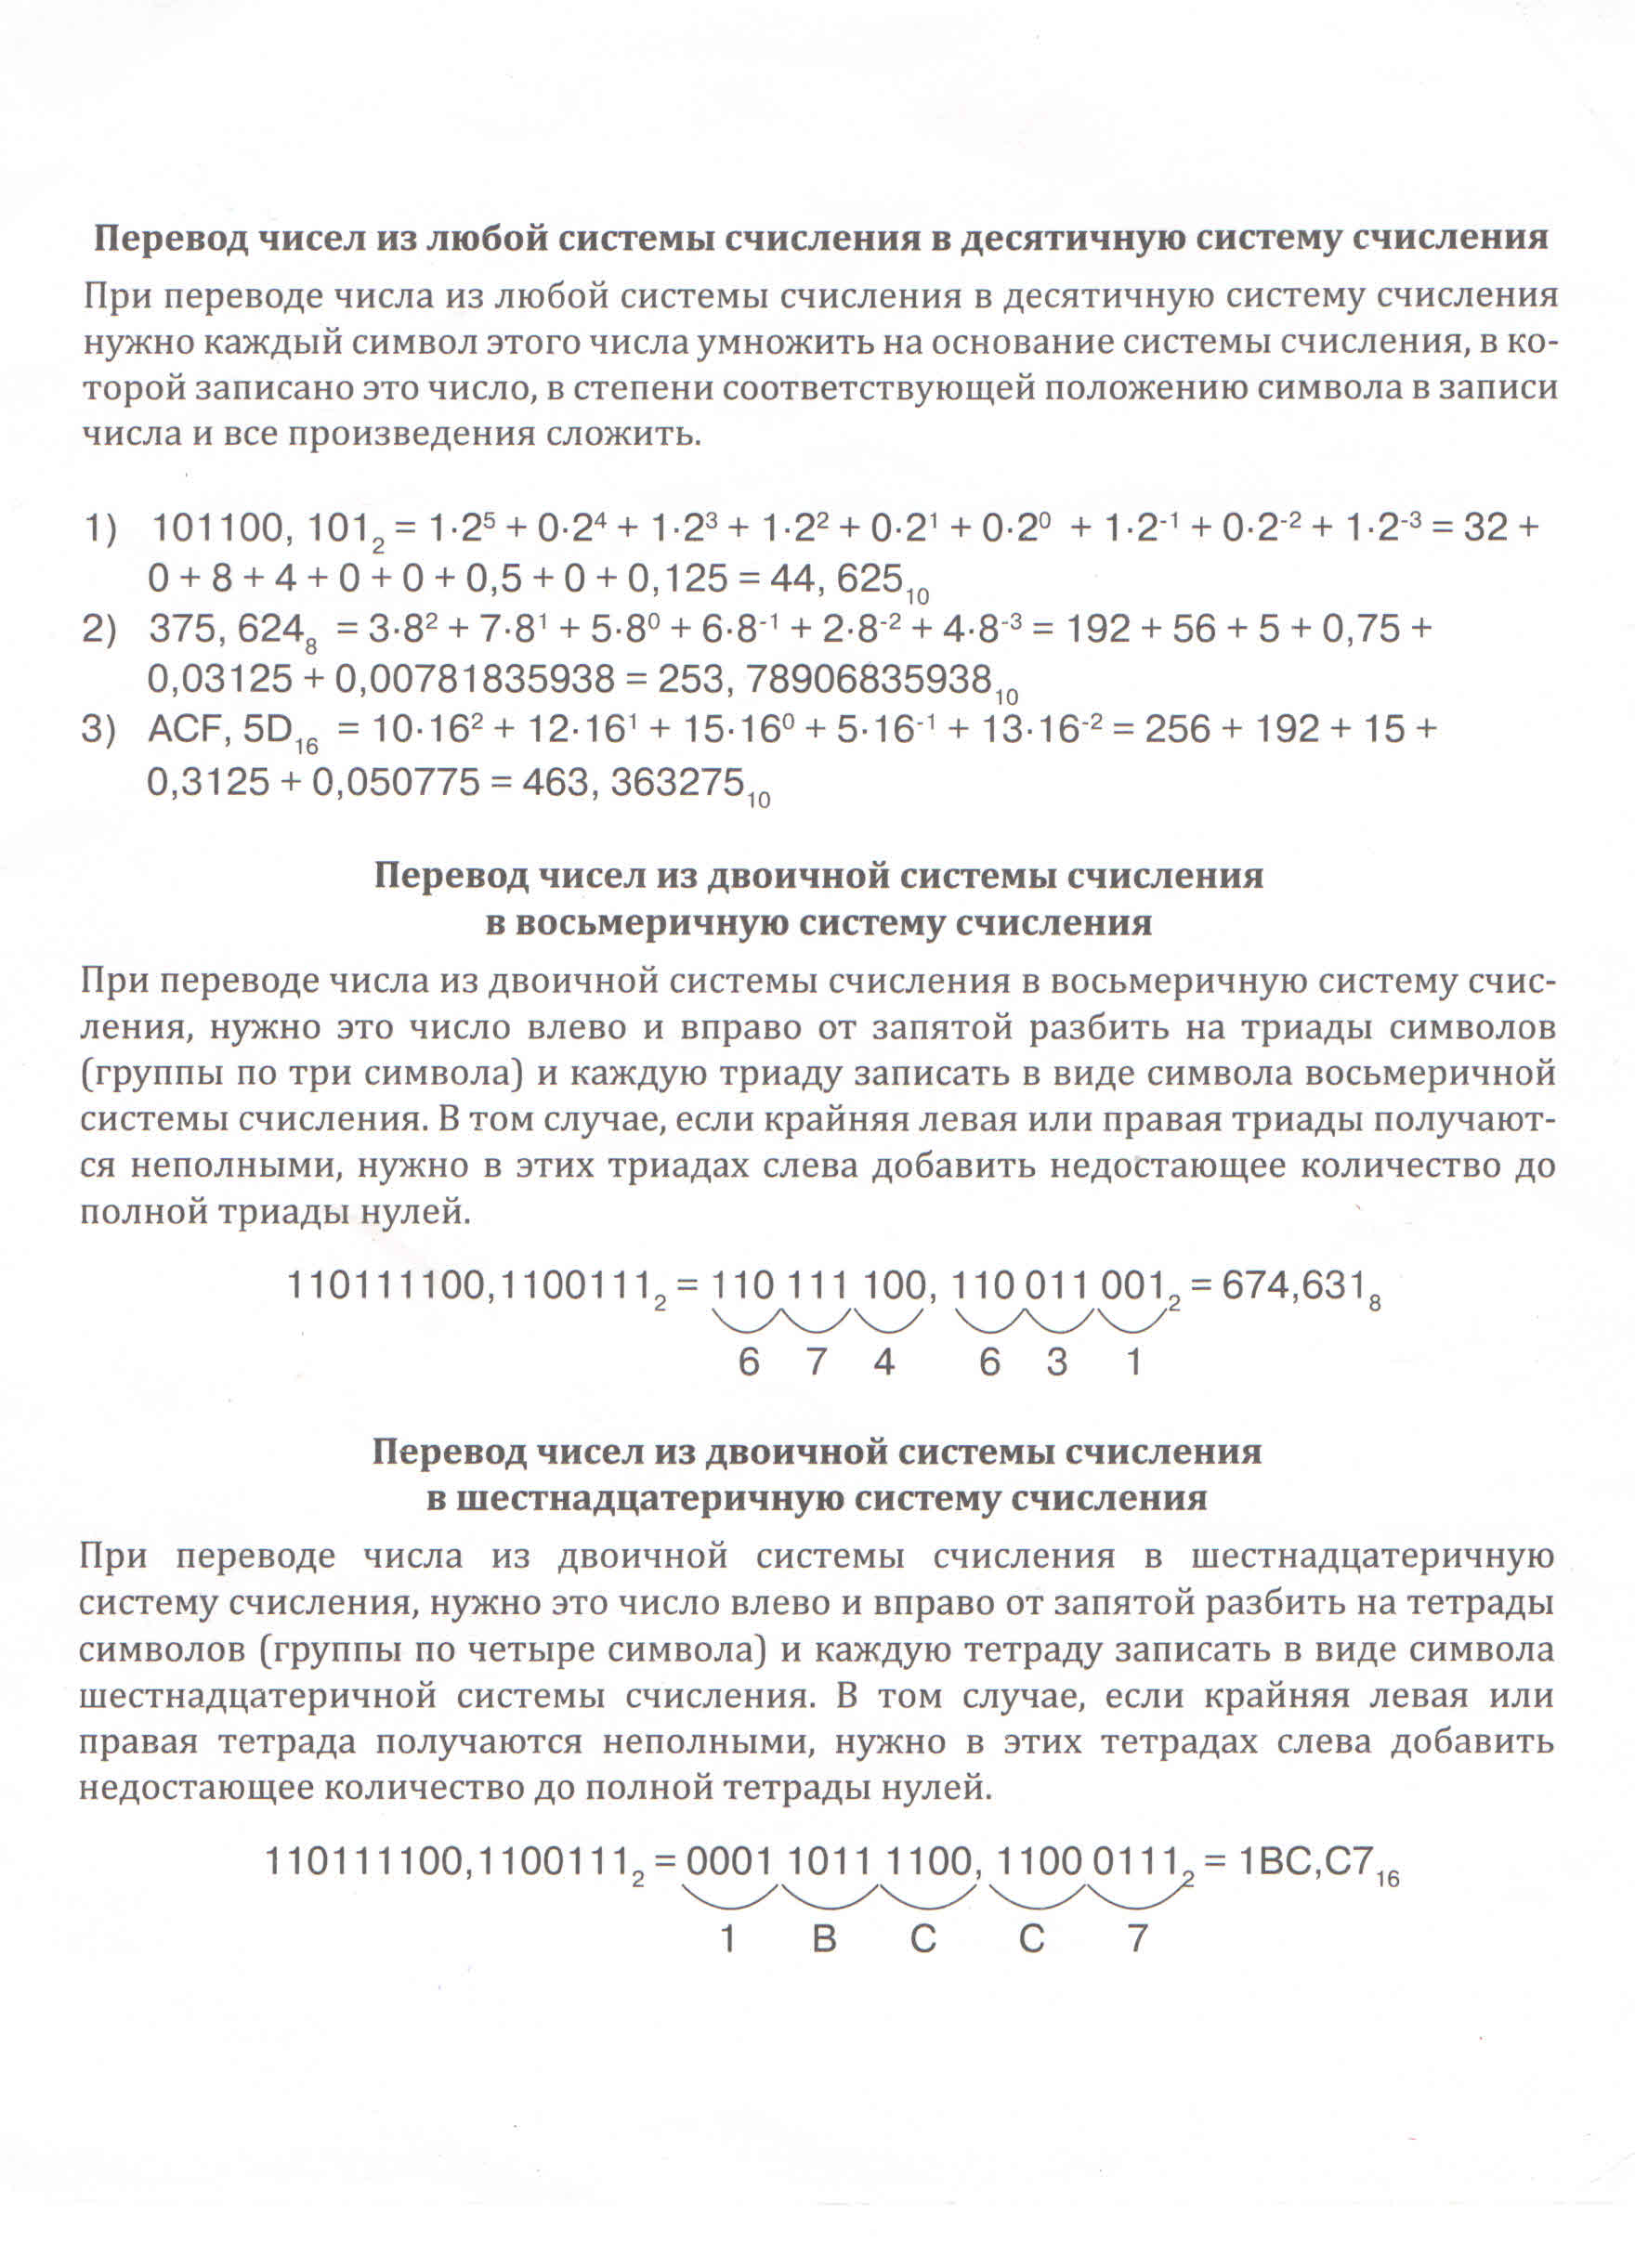 Перевод чисел из любой системы счисления в десятичную систему счисления
При переводе числа из любой системы счисления в десятичную систему счисления
нужно каждый символ этого числа умножить на основание системы счисления, в ко-
торой записано это число, в степени соответствующей положению символа в записи
числа и все произведения сложить.
1) 101100, 101₂ = 1·2⁵ + 0·2⁴ + 1·2³ + 1·2² + 0·2¹ + 0·2⁰ + 1·2⁻¹ + 0·2⁻² + 1·2⁻³ = 32 +
0 + 8 + 4 + 0 + 0 + 0,5 + 0 + 0,125 = 44, 625₁₀
2) 375, 624₈ = 3·8² + 7·8¹ + 5·8⁰ + 6·8⁻¹ + 2·8⁻² + 4·8⁻³ = 192 + 56 + 5 + 0,75 +
0,03125 + 0,00781835938 = 253, 78906835938₁₀
3) ACF, 5D₁₆ = 10·16² + 12·16¹ + 15·16⁰ + 5·16⁻¹ + 13·16⁻² = 256 + 192 + 15 +
0,3125 + 0,050775 = 463, 363275₁₀
Перевод чисел из двоичной системы счисления
в восьмеричную систему счисления
При переводе числа из двоичной системы счисления в восьмеричную систему счис-
ления, нужно это число влево и вправо от запятой разбить на триады символов
(группы по три символа) и каждую триаду записать в виде символа восьмеричной
системы счисления. В том случае, если крайняя левая или правая триады получают-
ся неполными, нужно в этих триадах слева добавить недостающее количество до
полной триады нулей.
110111100,1100111₂ = 110 111 100, 110 011 001₂ = 674,631₈
6 7 4 6 3 1
Перевод чисел из двоичной системы счисления
в шестнадцатеричную систему счисления
При переводе числа из двоичной системы счисления в шестнадцатеричную
систему счисления, нужно это число влево и вправо от запятой разбить на тетрады
символов (группы по четыре символа) и каждую тетраду записать в виде символа
шестнадцатеричной системы счисления. В том случае, если крайняя левая или
правая тетрада получаются неполными, нужно в этих тетрадах слева добавить
недостающее количество до полной тетрады нулей.
110111100,1100111₂ = 0001 1011 1100, 1100 0111₂ = 1BC,C7₁₆
1 B C C 7